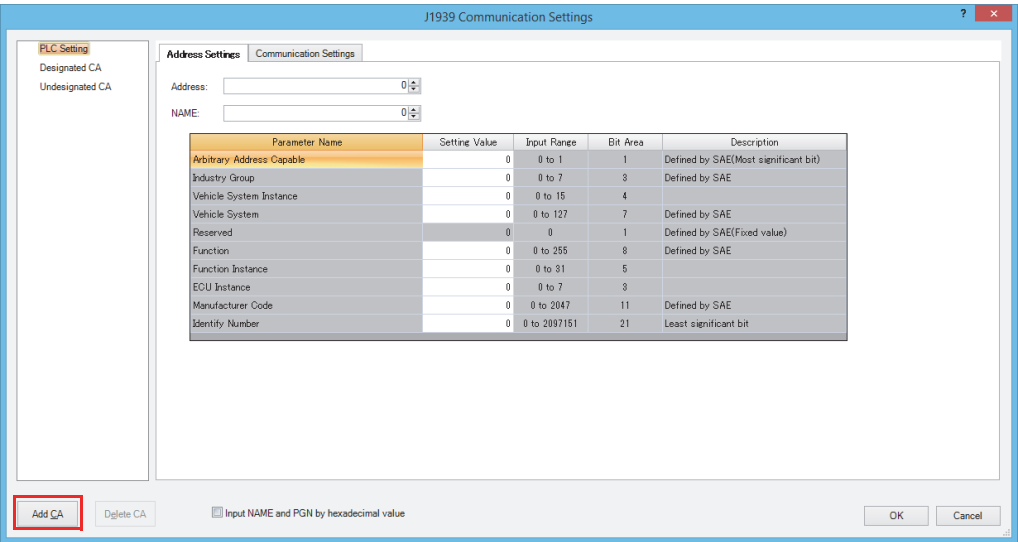 J1939 Communication Settings
? ×
PLC Setting
Designated CA
Undesignated CA
Address Settings Communication Settings
Address: 0
NAME: 0
Parameter Name Setting Value Input Range Bit Area Description
Arbitrary Address Capable 0 0 to 1 1 Defined by SAE(Most significant bit)
Industry Group 0 0 to 7 3 Defined by SAE
Vehicle System Instance 0 0 to 15 4
Vehicle System 0 0 to 127 7 Defined by SAE
Reserved 0 0 1 Defined by SAE(Fixed value)
Function 0 0 to 255 8 Defined by SAE
Function Instance 0 0 to 31 5
ECU Instance 0 0 to 7 3
Manufacturer Code 0 0 to 2047 11 Defined by SAE
Identify Number 0 0 to 2097151 21 Least significant bit
Add CA Delete CA Input NAME and PGN by hexadecimal value OK Cancel